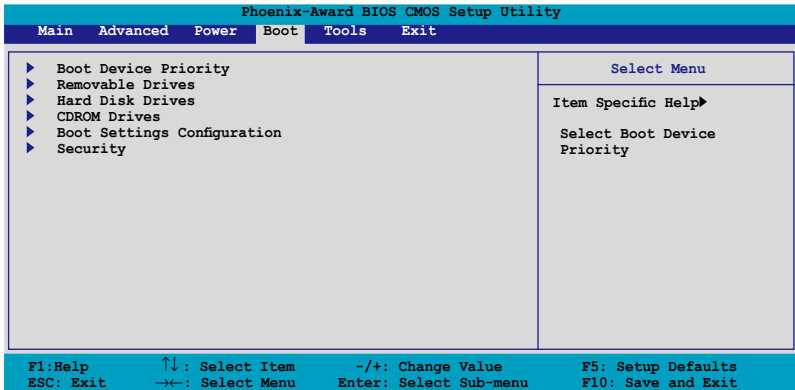 Phoenix-Award BIOS CMOS Setup Utility
Main Advanced Power Boot Tools Exit
Boot Device Priority
Removable Drives
Hard Disk Drives
CDROM Drives
Boot Settings Configuration
Security
Select Menu
Item Specific Help
Select Boot Device
Priority
F1:Help ↑↓ : Select Item -/+: Change Value F5: Setup Defaults
ESC: Exit →←: Select Menu Enter: Select Sub-menu F10: Save and Exit